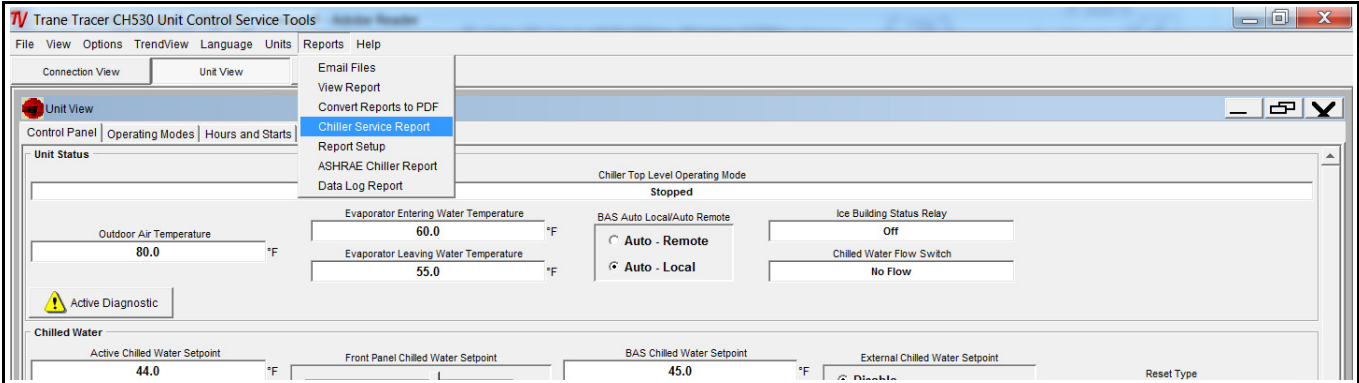 Trane Tracer CH530 Unit Control Service Tools
File View Options TrendView Language Units Reports Help
Connection View Unit View
Email Files
View Report
Convert Reports to PDF
Chiller Service Report
Report Setup
ASHRAE Chiller Report
Data Log Report
Unit View
Control Panel Operating Modes Hours and Starts
Unit Status
Chiller Top Level Operating Mode
Stopped
Outdoor Air Temperature
80.0 °F
Evaporator Entering Water Temperature
60.0 °F
Evaporator Leaving Water Temperature
55.0 °F
BAS Auto Local/Auto Remote
Auto - Remote
Auto - Local
Ice Building Status Relay
Off
Chilled Water Flow Switch
No Flow
Active Diagnostic
Chilled Water
Active Chilled Water Setpoint
44.0 °F
Front Panel Chilled Water Setpoint
BAS Chilled Water Setpoint
45.0 °F
External Chilled Water Setpoint
Disable
Reset Type